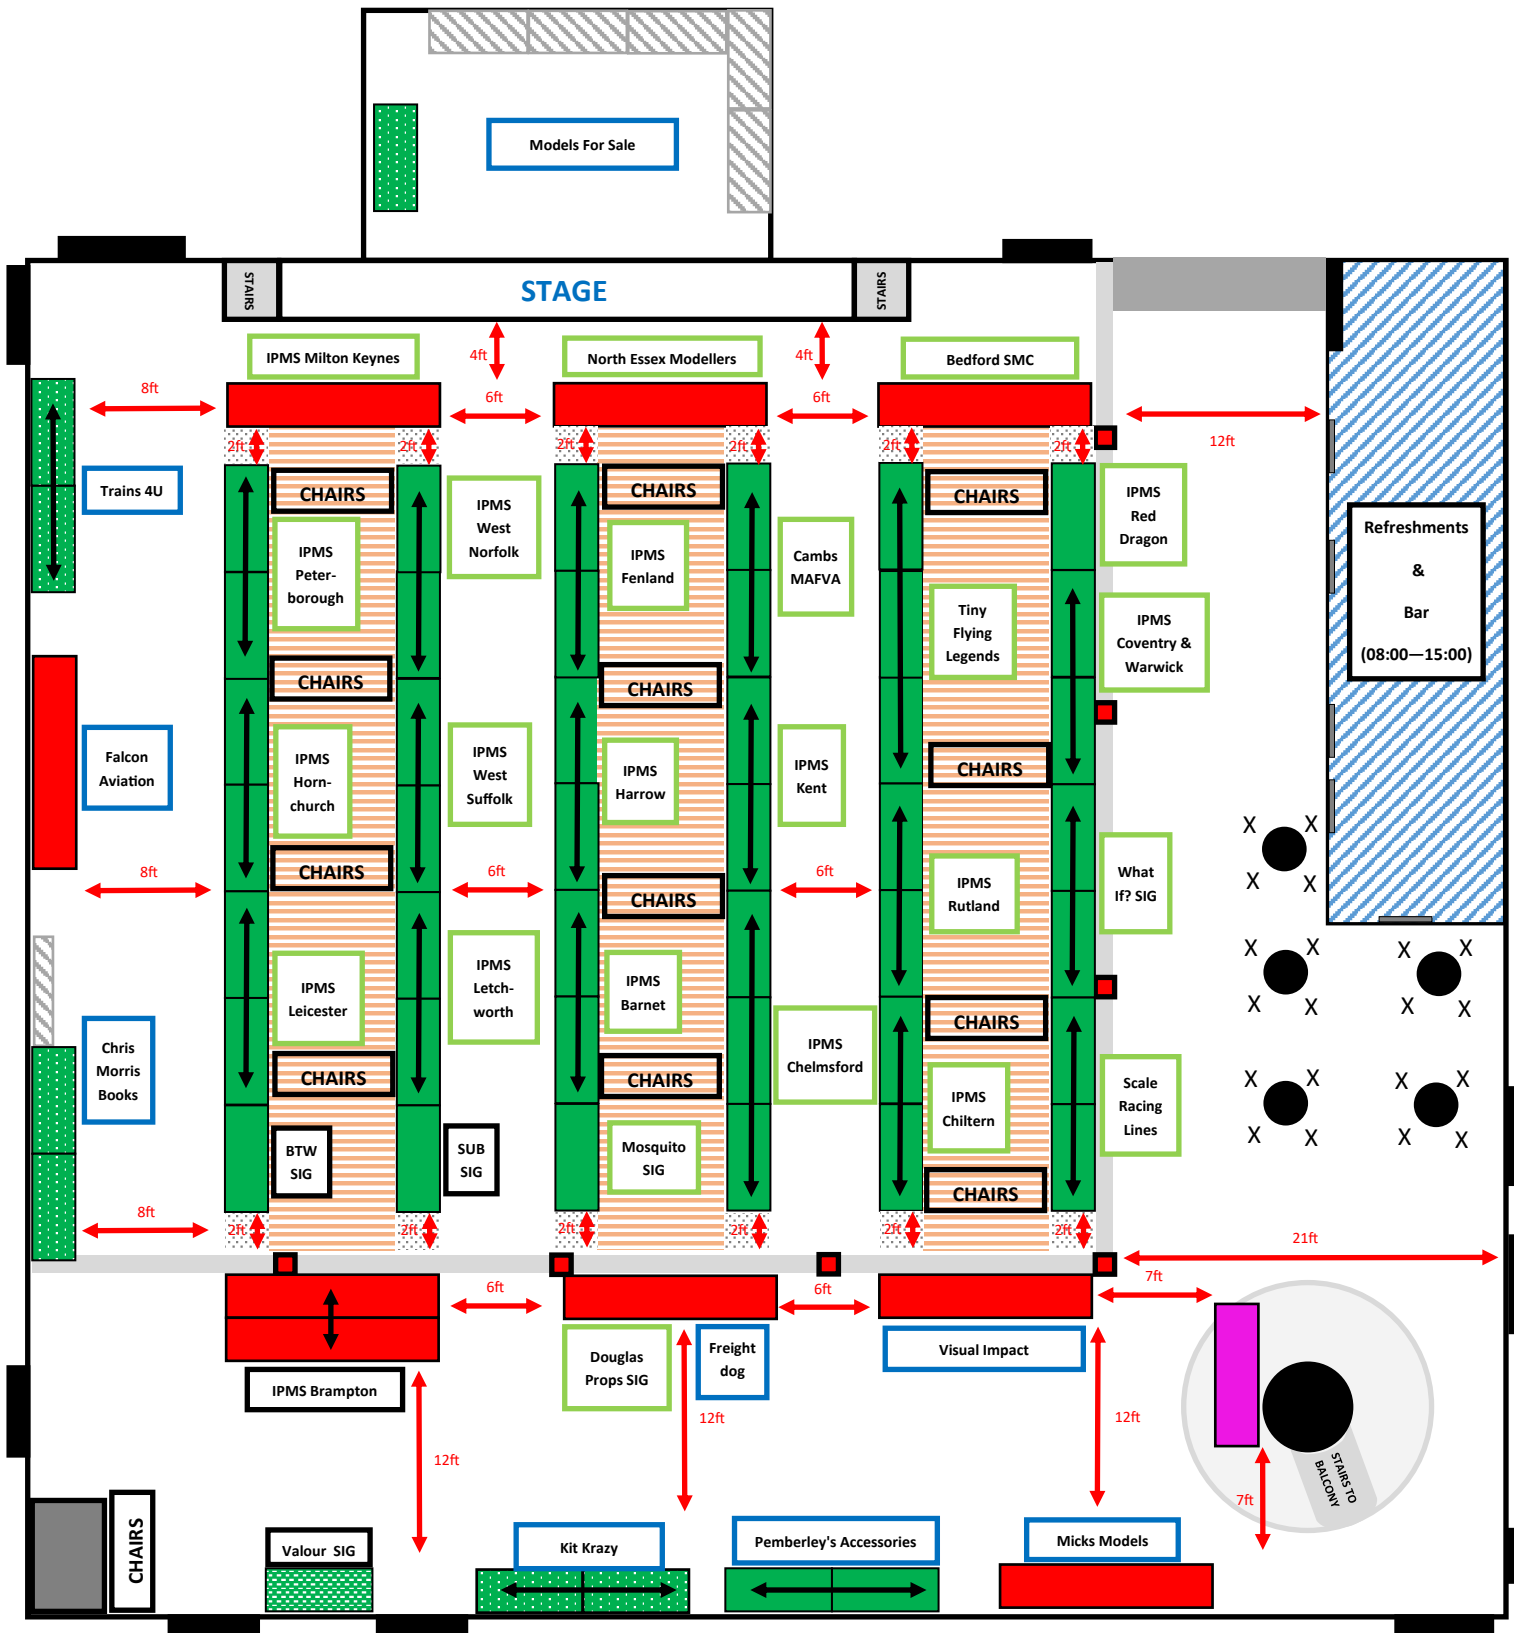 Models For Sale
STAIRS
STAGE
STAIRS
IPMS Milton Keynes
4ft
North Essex Modellers
4ft
Bedford SMC
8ft
6ft
6ft
12ft
2ft
2ft
2ft
2ft
2ft
2ft
Trains 4U
CHAIRS
CHAIRS
CHAIRS
IPMS
West
Norfolk
IPMS
Red
Dragon
IPMS
Peter-
borough
IPMS
Fenland
Cambs
MAFVA
Tiny
Flying
Legends
IPMS
Coventry &
Warwick
Refreshments
&
Bar
(08:00—15:00)
CHAIRS
CHAIRS
Falcon
Aviation
IPMS
Horn-
church
IPMS
West
Suffolk
IPMS
Harrow
IPMS
Kent
CHAIRS
X X
X X
8ft
CHAIRS
6ft
CHAIRS
6ft
IPMS
Rutland
What
If? SIG
IPMS
Leicester
IPMS
Letch-
worth
IPMS
Barnet
CHAIRS
X X
X X
X X
X X
Chris
Morris
Books
CHAIRS
CHAIRS
IPMS
Chelmsford
IPMS
Chiltern
Scale
Racing
Lines
X X
X X
X X
X X
BTW
SIG
SUB
SIG
Mosquito
SIG
CHAIRS
8ft
2ft
2ft
2ft
2ft
2ft
2ft
21ft
6ft
6ft
7ft
IPMS Brampton
Douglas
Props SIG
Freight
dog
Visual Impact
12ft
12ft
12ft
STAIRS TO
BALCONY
7ft
CHAIRS
Valour SIG
Kit Krazy
Pemberley's Accessories
Micks Models